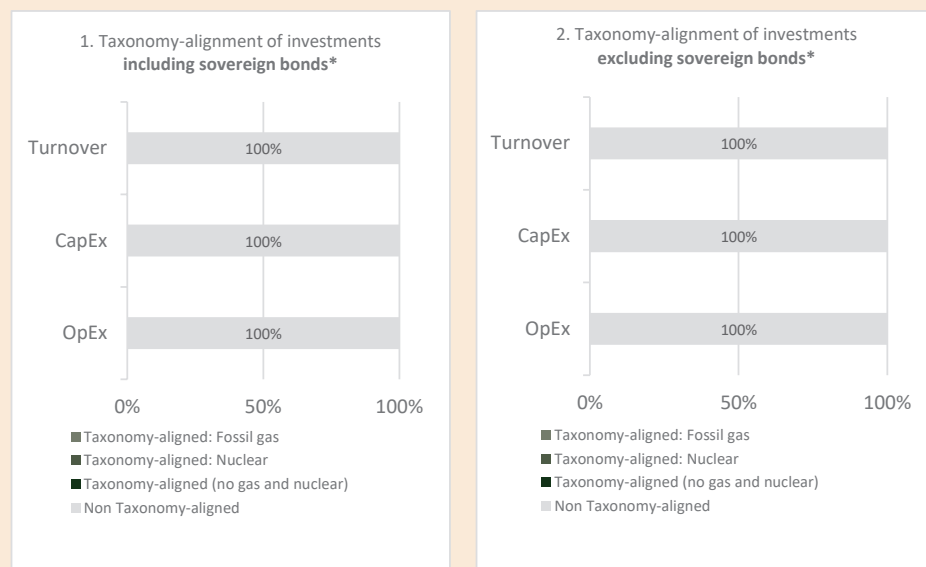 1. Taxonomy-alignment of investments
including sovereign bonds*
Turnover
100%
CapEx
100%
OpEx
100%
0%
50%
100%
Taxonomy-aligned: Fossil gas
Taxonomy-aligned: Nuclear
Taxonomy-aligned (no gas and nuclear)
Non Taxonomy-aligned
2. Taxonomy-alignment of investments
excluding sovereign bonds*
Turnover
100%
CapEx
100%
OpEx
100%
0%
50%
100%
Taxonomy-aligned: Fossil gas
Taxonomy-aligned: Nuclear
Taxonomy-aligned (no gas and nuclear)
Non Taxonomy-aligned